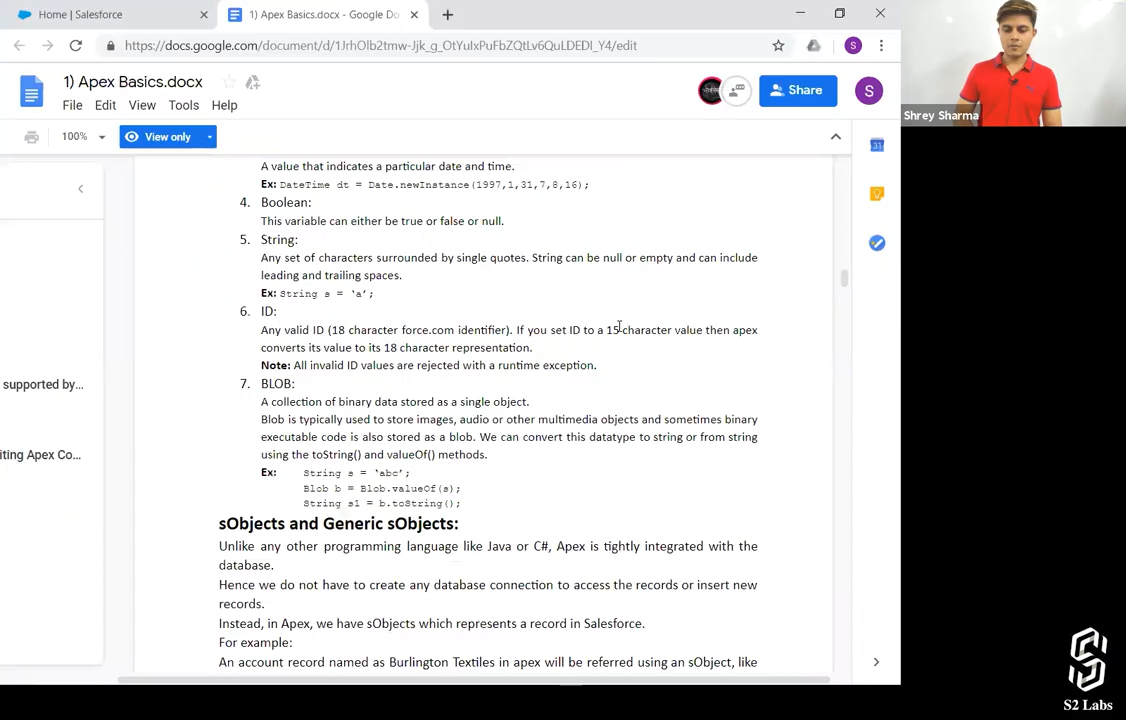 Home | Salesforce
1) Apex Basics.docx - Google Do
https://docs.google.com/document/d/1JrhOlb2tmw-Jjk_g_OtYuIxPuFbZQtLv6QuLDEDI_Y4/edit
S
1) Apex Basics.docx
File Edit View Tools Help
Share
S
Shrey Sharma
100%
View only
31
A value that indicates a particular date and time.
Ex: DateTime dt = Date.newInstance(1997,1,31,7,8,16);
4. Boolean:
This variable can either be true or false or null.
5. String:
Any set of characters surrounded by single quotes. String can be null or empty and can include
leading and trailing spaces.
Ex: String s = ‘a’;
6. ID:
Any valid ID (18 character force.com identifier). If you set ID to a 15 character value then apex
converts its value to its 18 character representation.
Note: All invalid ID values are rejected with a runtime exception.
7. BLOB:
supported by...
A collection of binary data stored as a single object.
Blob is typically used to store images, audio or other multimedia objects and sometimes binary
executable code is also stored as a blob. We can convert this datatype to string or from string
iting Apex Co...
using the toString() and valueOf() methods.
Ex: String s = ‘abc’;
Blob b = Blob.valueOf(s);
String s1 = b.toString();
sObjects and Generic sObjects:
Unlike any other programming language like Java or C#, Apex is tightly integrated with the
database.
Hence we do not have to create any database connection to access the records or insert new
records.
Instead, in Apex, we have sObjects which represents a record in Salesforce.
For example:
An account record named as Burlington Textiles in apex will be referred using an sObject, like
S2 Labs